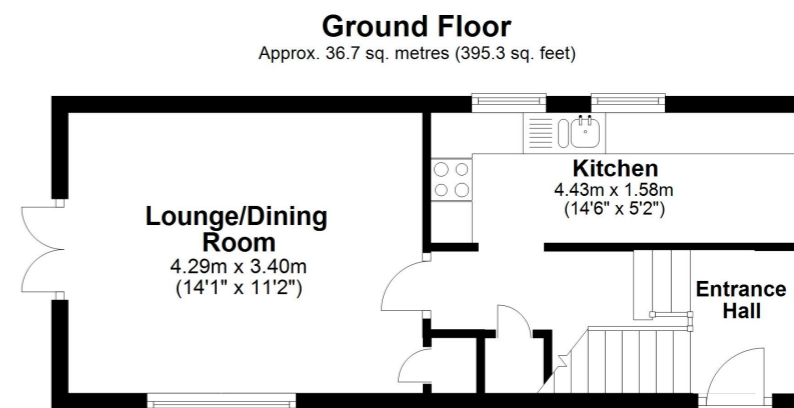 Ground Floor
Approx. 36.7 sq. metres (395.3 sq. feet)
Kitchen
4.43m x 1.58m
(14'6" x 5'2")
Lounge/Dining
Room
4.29m x 3.40m
(14'1" x 11'2")
Entrance
Hall